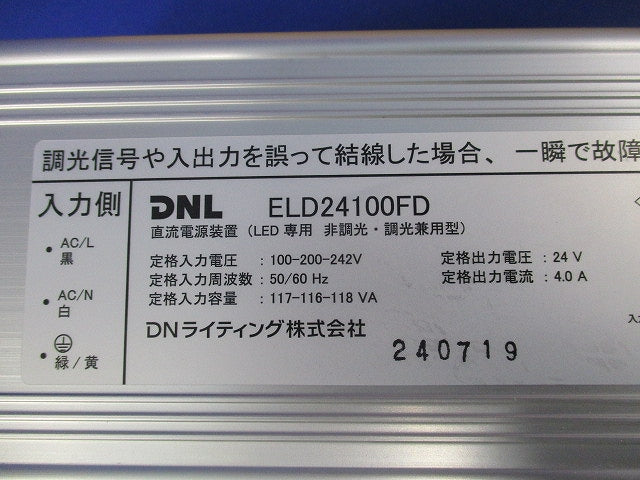 調光信号や入出力を誤って結線した場合、一瞬で故障
入力側
AC/L
黒
AC/N
白
緑/黄
DNL ELD24100FD
直流電源装置（LED専用 非調光・調光兼用型）
定格入力電圧 : 100-200-242V
定格入力周波数 : 50/60 Hz
定格入力容量 : 117-116-118 VA
定格出力電圧 : 24 V
定格出力電流 : 4.0 A
DNライティング株式会社
240719
入